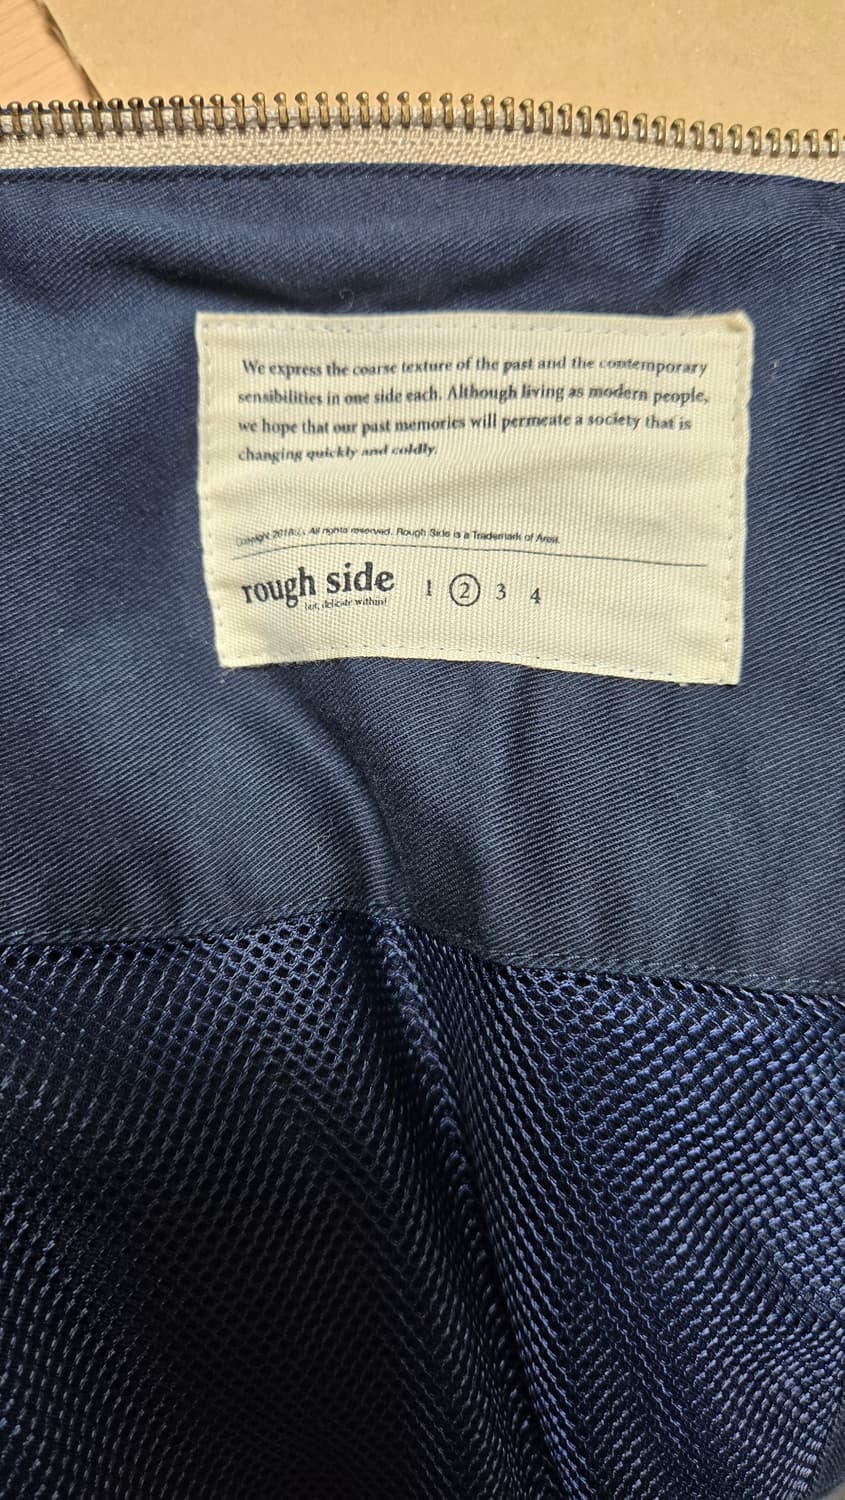 We express the coarse texture of the past and the contemporary
sensibilities in one side each. Although living as modern people,
we hope that our past memories will permeate a society that is
changing quickly and coldly.
All rights reserved. Rough Side is a Trademark of Area.
rough side 1 2 3 4
but, delicate within!